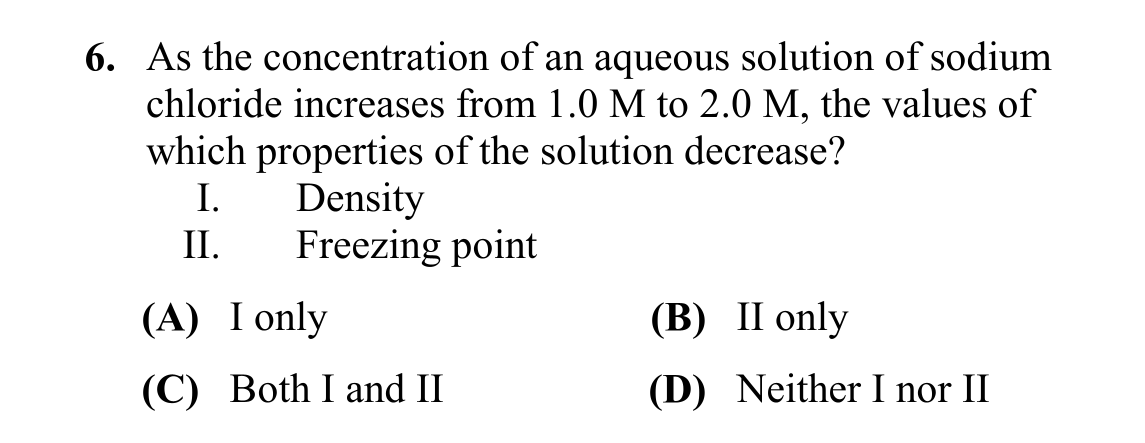 6. As the concentration of an aqueous solution of sodium
chloride increases from 1.0 M to 2.0 M, the values of
which properties of the solution decrease?
I. Density
II. Freezing point
(A) I only (B) II only
(C) Both I and II (D) Neither I nor II